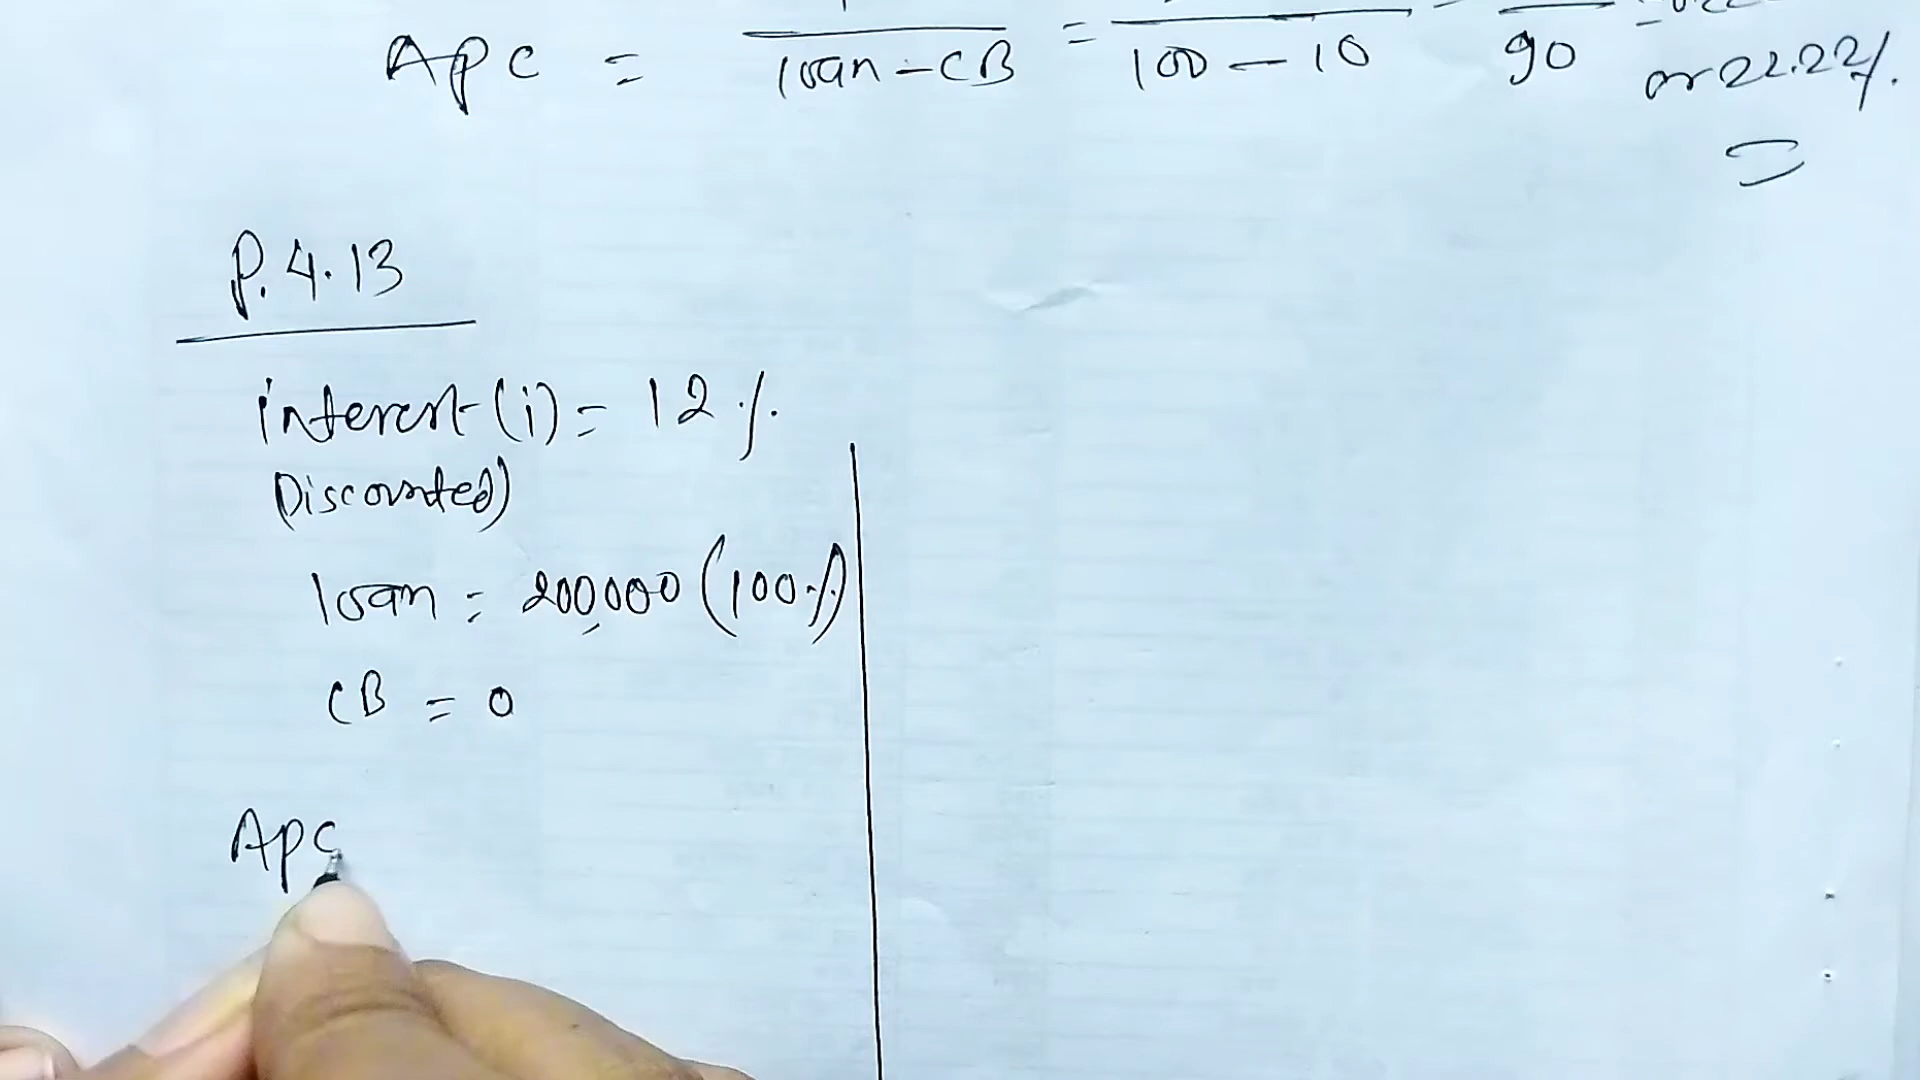 APC = ――― = ――― - ―― =
loan - CB 100 - 10 90 or 22.22%.
P. 4.13
interest (i) = 12%.
(Discounted)
loan = 200,000 (100%)
CB = 0
APC